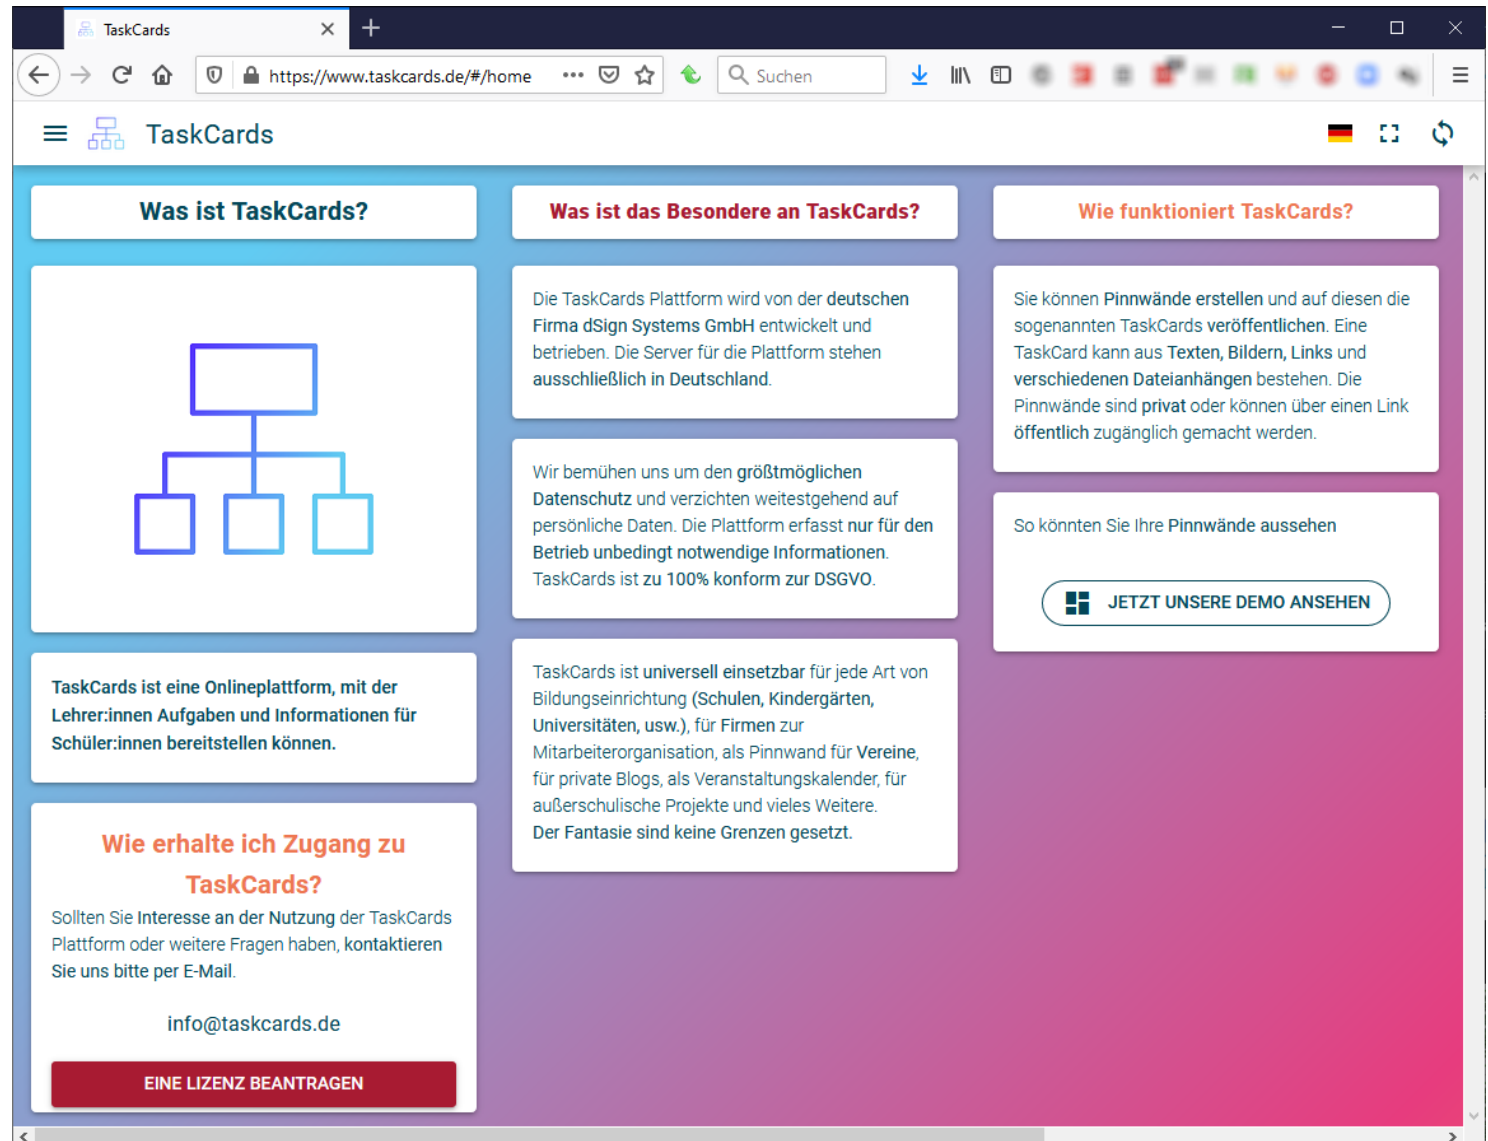 TaskCards
https://www.taskcards.de/#/home
Suchen
TaskCards
Was ist TaskCards?
TaskCards ist eine Onlineplattform, mit der
Lehrer:innen Aufgaben und Informationen für
Schüler:innen bereitstellen können.
Wie erhalte ich Zugang zu
TaskCards?
Sollten Sie Interesse an der Nutzung der TaskCards
Plattform oder weitere Fragen haben, kontaktieren
Sie uns bitte per E-Mail.
info@taskcards.de
EINE LIZENZ BEANTRAGEN
Was ist das Besondere an TaskCards?
Die TaskCards Plattform wird von der deutschen
Firma dSign Systems GmbH entwickelt und
betrieben. Die Server für die Plattform stehen
ausschließlich in Deutschland.
Wir bemühen uns um den größtmöglichen
Datenschutz und verzichten weitestgehend auf
persönliche Daten. Die Plattform erfasst nur für den
Betrieb unbedingt notwendige Informationen.
TaskCards ist zu 100% konform zur DSGVO.
TaskCards ist universell einsetzbar für jede Art von
Bildungseinrichtung (Schulen, Kindergärten,
Universitäten, usw.), für Firmen zur
Mitarbeiterorganisation, als Pinnwand für Vereine,
für private Blogs, als Veranstaltungskalender, für
außerschulische Projekte und vieles Weitere.
Der Fantasie sind keine Grenzen gesetzt.
Wie funktioniert TaskCards?
Sie können Pinnwände erstellen und auf diesen die
sogenannten TaskCards veröffentlichen. Eine
TaskCard kann aus Texten, Bildern, Links und
verschiedenen Dateianhängen bestehen. Die
Pinnwände sind privat oder können über einen Link
öffentlich zugänglich gemacht werden.
So könnten Sie Ihre Pinnwände aussehen
JETZT UNSERE DEMO ANSEHEN